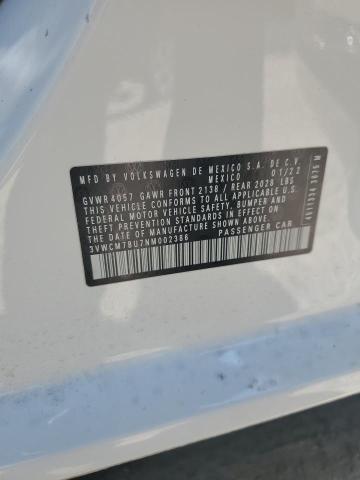 MFD BY VOLKSWAGEN DE MEXICO S.A. DE C.V.
MEXICO 01/22
GVWR 4057 GAWR FRONT 2138 / REAR 2028 LBS
THIS VEHICLE CONFORMS TO ALL APPLICABLE U.S.
FEDERAL MOTOR VEHICLE SAFETY, BUMPER AND
THEFT PREVENTION STANDARDS IN EFFECT ON THE
DATE OF MANUFACTURE SHOWN ABOVE.
3VWCM7BU7NM002386 PASSENGER CAR